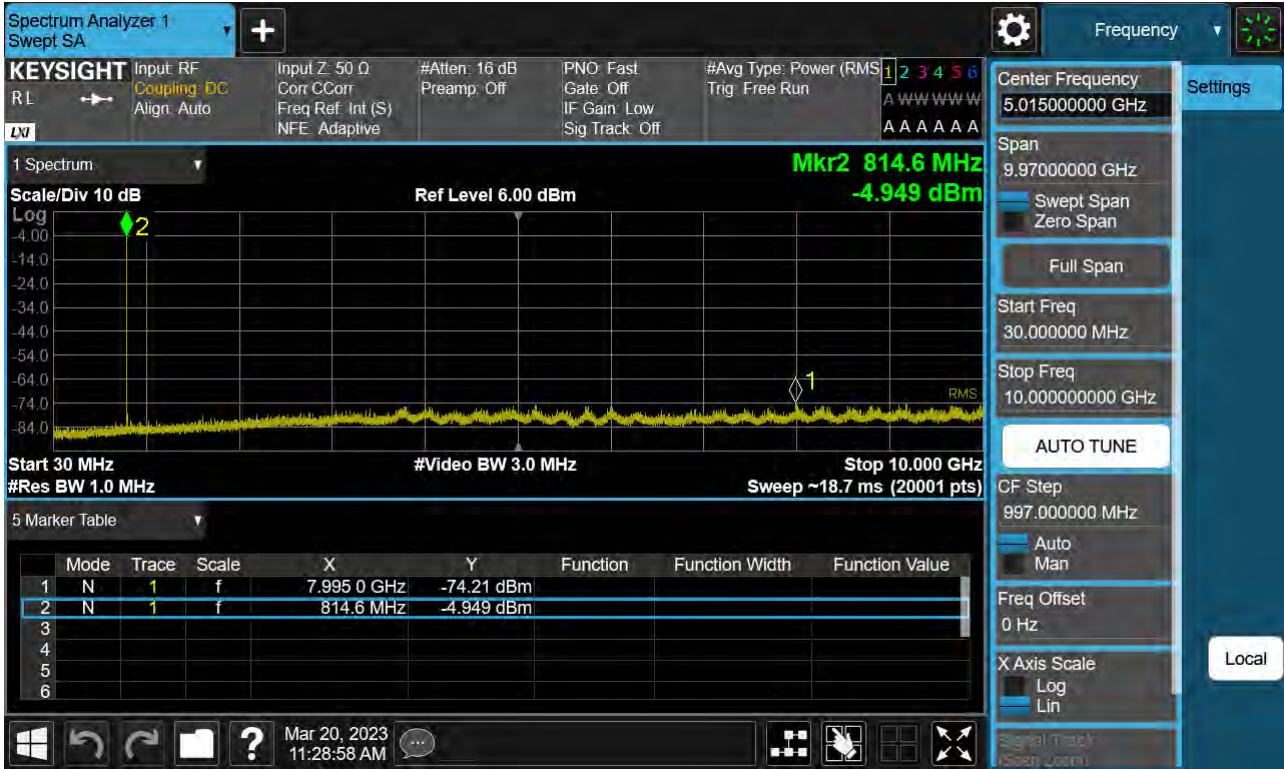 Spectrum Analyzer 1
Swept SA
Frequency
KEYSIGHT
RL
LXI
Input: RF
Coupling: DC
Align: Auto
Input Z: 50 Ω
Corr CCorr
Freq Ref: Int (S)
NFE: Adaptive
#Atten: 16 dB
Preamp: Off
PNO: Fast
Gate: Off
IF Gain: Low
Sig Track: Off
#Avg Type: Power (RMS
Trig: Free Run
1 2 3 4 5 6
A W W W W W
A A A A A A
1 Spectrum
Mkr2 814.6 MHz
-4.949 dBm
Scale/Div 10 dB
Ref Level 6.00 dBm
Log
-4.00
-14.0
-24.0
-34.0
-44.0
-54.0
-64.0
-74.0
-84.0
2
1
RMS
Start 30 MHz
#Video BW 3.0 MHz
Stop 10.000 GHz
#Res BW 1.0 MHz
Sweep ~18.7 ms (20001 pts)
5 Marker Table
Mode Trace Scale X Y Function Function Width Function Value
1 N 1 f 7.995 0 GHz -74.21 dBm
2 N 1 f 814.6 MHz -4.949 dBm
3
4
5
6
Mar 20, 2023
11:28:58 AM
Center Frequency
5.015000000 GHz
Settings
Span
9.97000000 GHz
Swept Span
Zero Span
Full Span
Start Freq
30.000000 MHz
Stop Freq
10.000000000 GHz
AUTO TUNE
CF Step
997.000000 MHz
Auto
Man
Freq Offset
0 Hz
X Axis Scale
Log
Lin
Local
Signal Track
(Span Zoom)